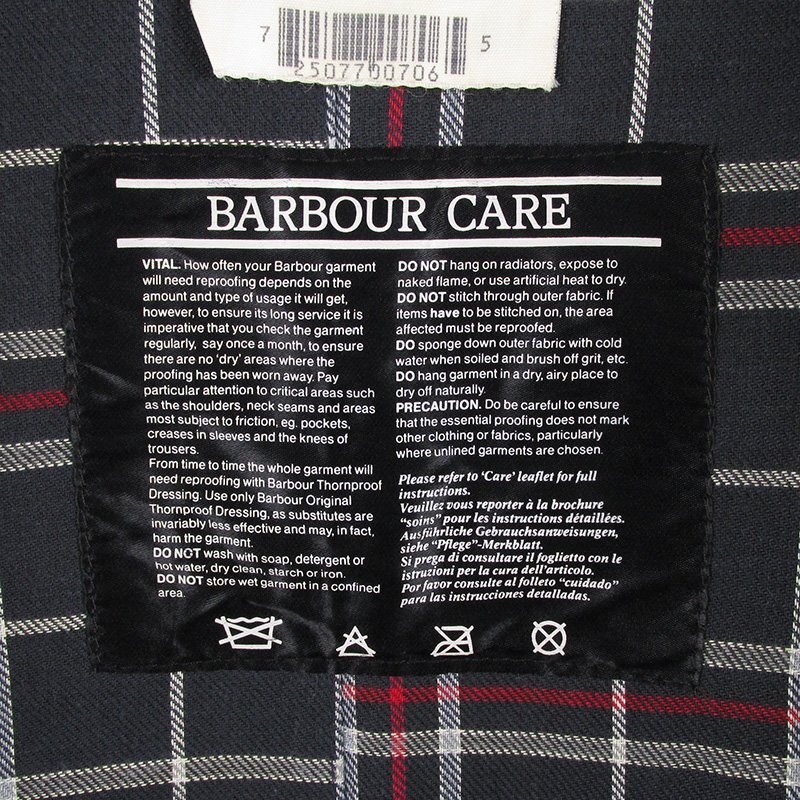 7 2507700706 5
BARBOUR CARE
VITAL. How often your Barbour garment
will need reproofing depends on the
amount and type of usage it will get,
however, to ensure its long service it is
imperative that you check the garment
regularly, say once a month, to ensure
there are no ‘dry’ areas where the
proofing has been worn away. Pay
particular attention to critical areas such
as the shoulders, neck seams and areas
most subject to friction, eg. pockets,
creases in sleeves and the knees of
trousers.
From time to time the whole garment will
need reproofing with Barbour Thornproof
Dressing. Use only Barbour Original
Thornproof Dressing, as substitutes are
invariably less effective and may, in fact,
harm the garment.
DO NOT wash with soap, detergent or
hot water, dry clean, starch or iron.
DO NOT store wet garment in a confined
area.
DO NOT hang on radiators, expose to
naked flame, or use artificial heat to dry.
DO NOT stitch through outer fabric. If
items have to be stitched on, the area
affected must be reproofed.
DO sponge down outer fabric with cold
water when soiled and brush off grit, etc.
DO hang garment in a dry, airy place to
dry off naturally.
PRECAUTION. Do be careful to ensure
that the essential proofing does not mark
other clothing or fabrics, particularly
where unlined garments are chosen.
Please refer to ‘Care’ leaflet for full
instructions.
Veuillez vous reporter à la brochure
“soins” pour les instructions détaillées.
Ausführliche Gebrauchsanweisungen,
siehe “Pflege”-Merkblatt.
Si prega di consultare il foglietto con le
istruzioni per la cura dell'articolo.
Por favor consulte al folleto “cuidado”
para las instrucciones detalladas.